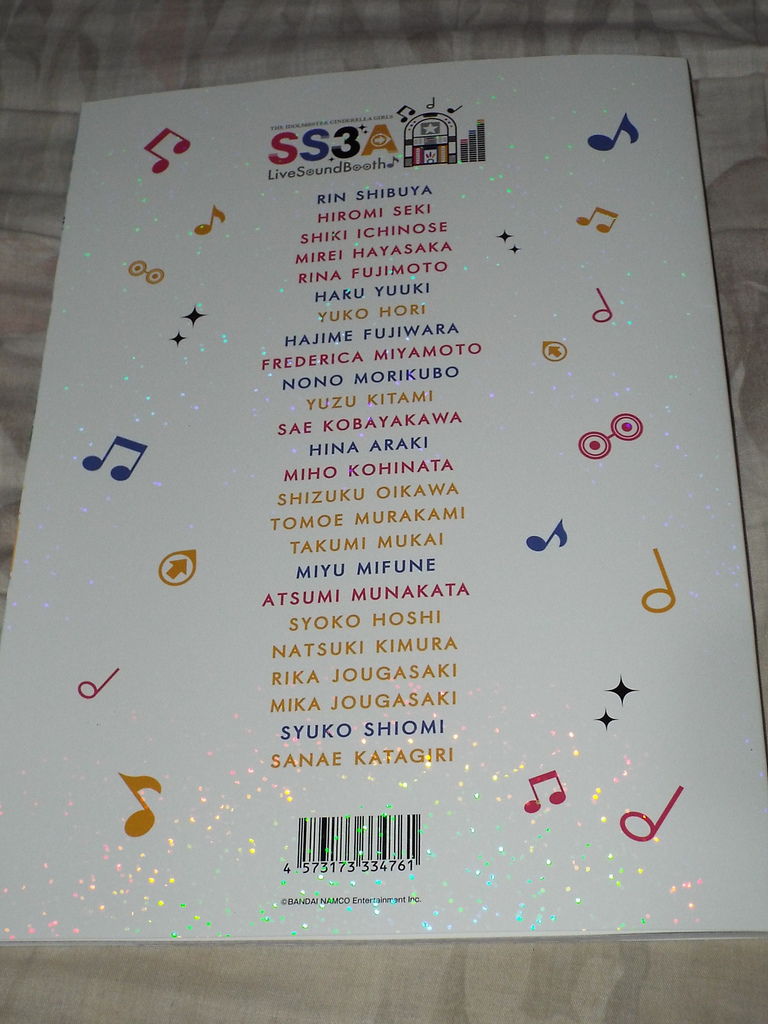 THE IDOLM@STER CINDERELLA GIRLS
SS3A
LiveSoundBooth♪
RIN SHIBUYA
HIROMI SEKI
SHIKI ICHINOSE
MIREI HAYASAKA
RINA FUJIMOTO
HARU YUUKI
YUKO HORI
HAJIME FUJIWARA
FREDERICA MIYAMOTO
NONO MORIKUBO
YUZU KITAMI
SAE KOBAYAKAWA
HINA ARAKI
MIHO KOHINATA
SHIZUKU OIKAWA
TOMOE MURAKAMI
TAKUMI MUKAI
MIYU MIFUNE
ATSUMI MUNAKATA
SYOKO HOSHI
NATSUKI KIMURA
RIKA JOUGASAKI
MIKA JOUGASAKI
SYUKO SHIOMI
SANAE KATAGIRI
4 573173 334761
©BANDAI NAMCO Entertainment Inc.